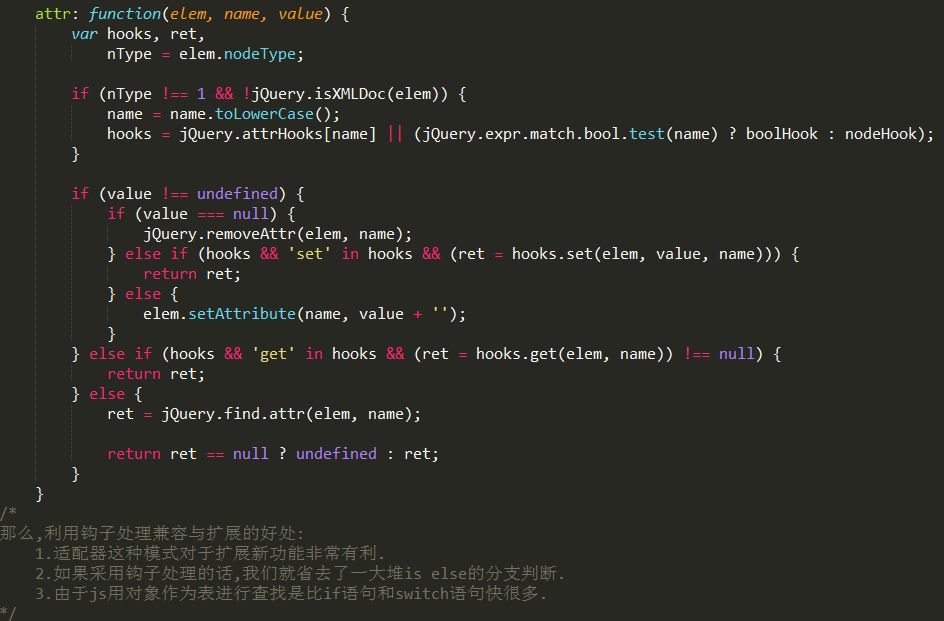 attr: function(elem, name, value) {
var hooks, ret,
nType = elem.nodeType;
if (nType !== 1 && !jQuery.isXMLDoc(elem)) {
name = name.toLowerCase();
hooks = jQuery.attrHooks[name] || (jQuery.expr.match.bool.test(name) ? boolHook : nodeHook);
}
if (value !== undefined) {
if (value === null) {
jQuery.removeAttr(elem, name);
} else if (hooks && 'set' in hooks && (ret = hooks.set(elem, value, name))) {
return ret;
} else {
elem.setAttribute(name, value + '');
}
} else if (hooks && 'get' in hooks && (ret = hooks.get(elem, name)) !== null) {
return ret;
} else {
ret = jQuery.find.attr(elem, name);
return ret == null ? undefined : ret;
}
}
/*
那么,利用钩子处理兼容与扩展的好处:
1.适配器这种模式对于扩展新功能非常有利.
2.如果采用钩子处理的话,我们就省去了一大堆is else的分支判断.
3.由于js用对象作为表进行查找是比if语句和switch语句快很多.
*/